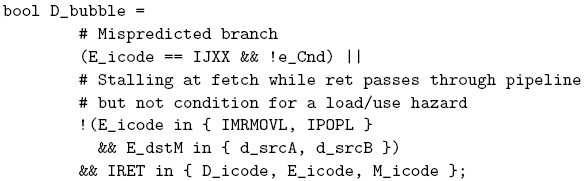 bool D_bubble =
# Mispredicted branch
(E_icode == IJXX && !e_Cnd) ||
# Stalling at fetch while ret passes through pipeline
# but not condition for a load/use hazard
!(E_icode in { IMRMOVL, IPOPL }
&& E_dstM in { d_srcA, d_srcB })
&& IRET in { D_icode, E_icode, M_icode };